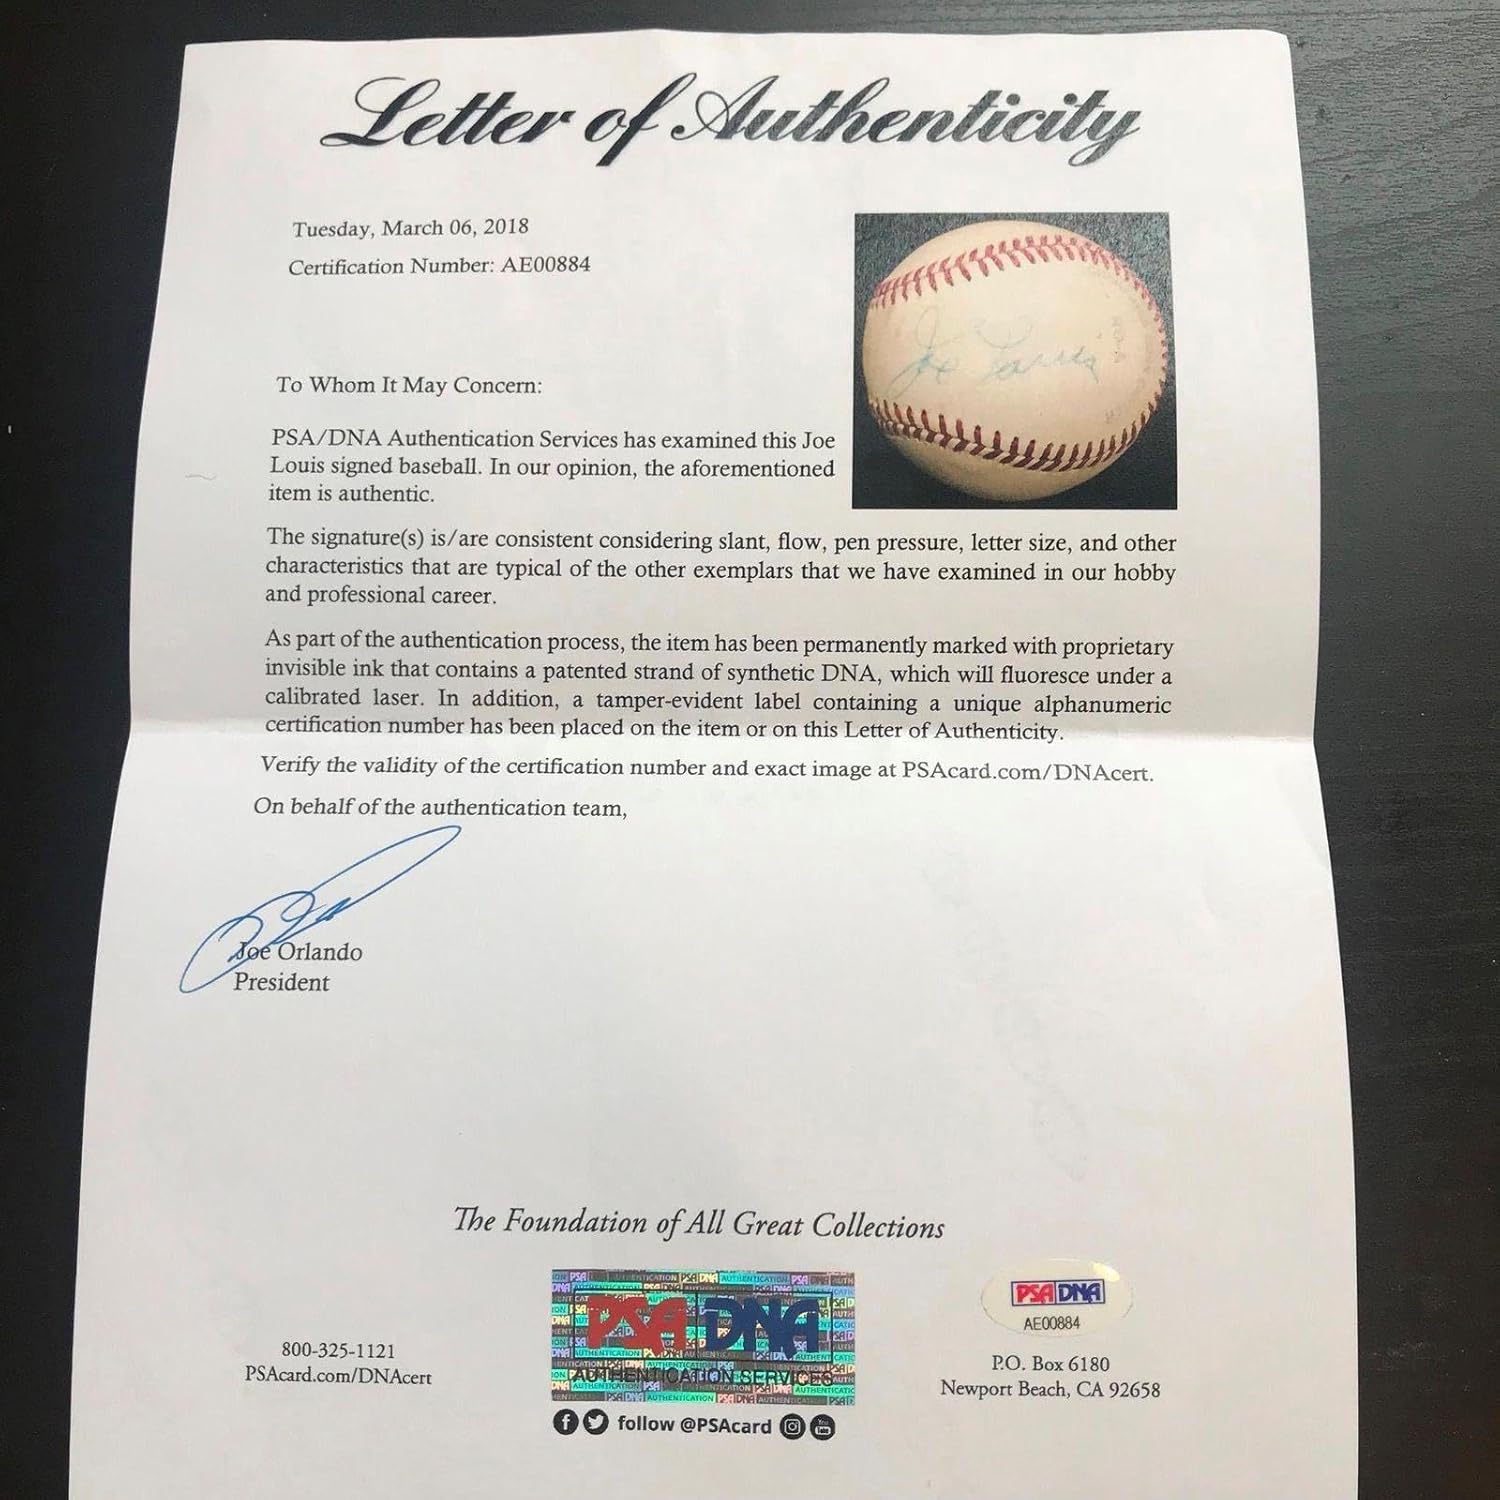 Letter of Authenticity
Tuesday, March 06, 2018
Certification Number: AE00884
Joe Louis
To Whom It May Concern:
PSA/DNA Authentication Services has examined this Joe
Louis signed baseball. In our opinion, the aforementioned
item is authentic.
The signature(s) is/are consistent considering slant, flow, pen pressure, letter size, and other
characteristics that are typical of the other exemplars that we have examined in our hobby
and professional career.
As part of the authentication process, the item has been permanently marked with proprietary
invisible ink that contains a patented strand of synthetic DNA, which will fluoresce under a
calibrated laser. In addition, a tamper-evident label containing a unique alphanumeric
certification number has been placed on the item or on this Letter of Authenticity.
Verify the validity of the certification number and exact image at PSAcard.com/DNAcert.
On behalf of the authentication team,
Joe Orlando
President
The Foundation of All Great Collections
800-325-1121
PSAcard.com/DNAcert
PSA DNA
AUTHENTICATION SERVICES
follow @PSAcard
PSA DNA
AE00884
P.O. Box 6180
Newport Beach, CA 92658